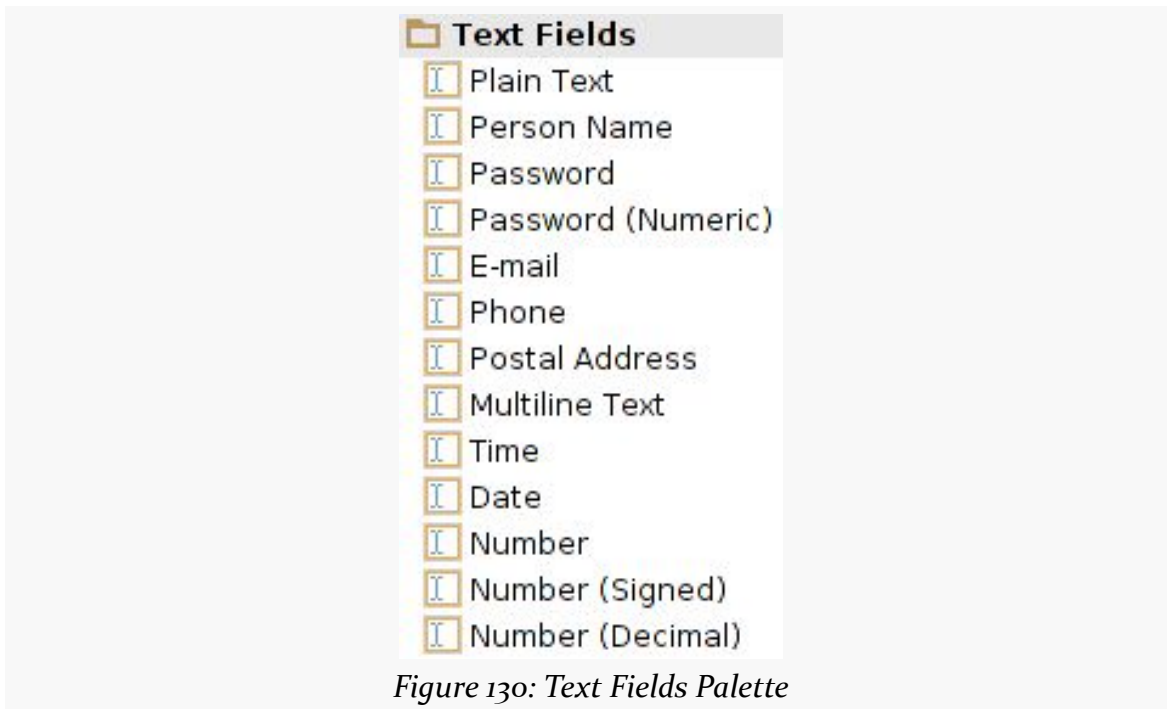 Text Fields
Plain Text
Person Name
Password
Password (Numeric)
E-mail
Phone
Postal Address
Multiline Text
Time
Date
Number
Number (Signed)
Number (Decimal)
Figure 130: Text Fields Palette